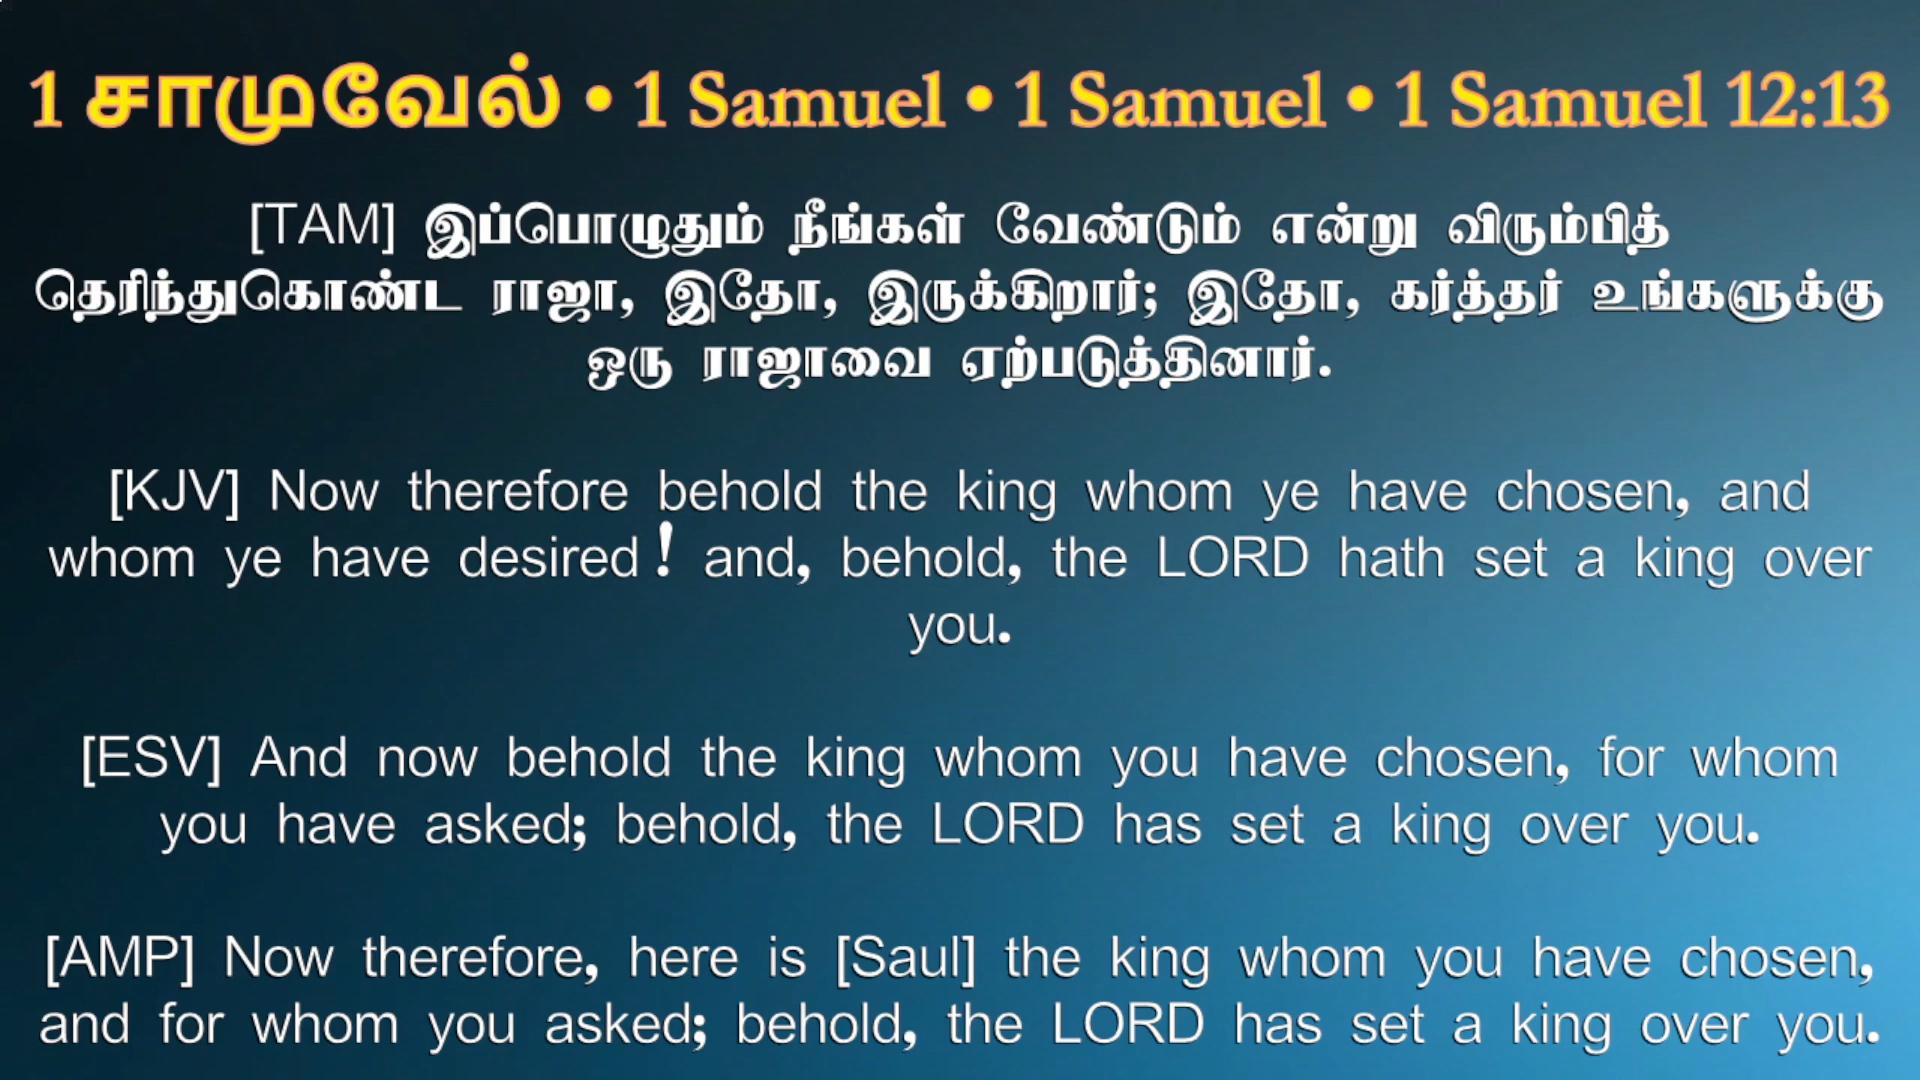 1 சாமுவேல் • 1 Samuel • 1 Samuel • 1 Samuel 12:13
[TAM] இப்பொழுதும் நீங்கள் வேண்டும் என்று விரும்பித்
தெரிந்துகொண்ட ராஜா, இதோ, இருக்கிறார்; இதோ, கர்த்தர் உங்களுக்கு
ஒரு ராஜாவை ஏற்படுத்தினார்.
[KJV] Now therefore behold the king whom ye have chosen, and
whom ye have desired! and, behold, the LORD hath set a king over
you.
[ESV] And now behold the king whom you have chosen, for whom
you have asked; behold, the LORD has set a king over you.
[AMP] Now therefore, here is [Saul] the king whom you have chosen,
and for whom you asked; behold, the LORD has set a king over you.